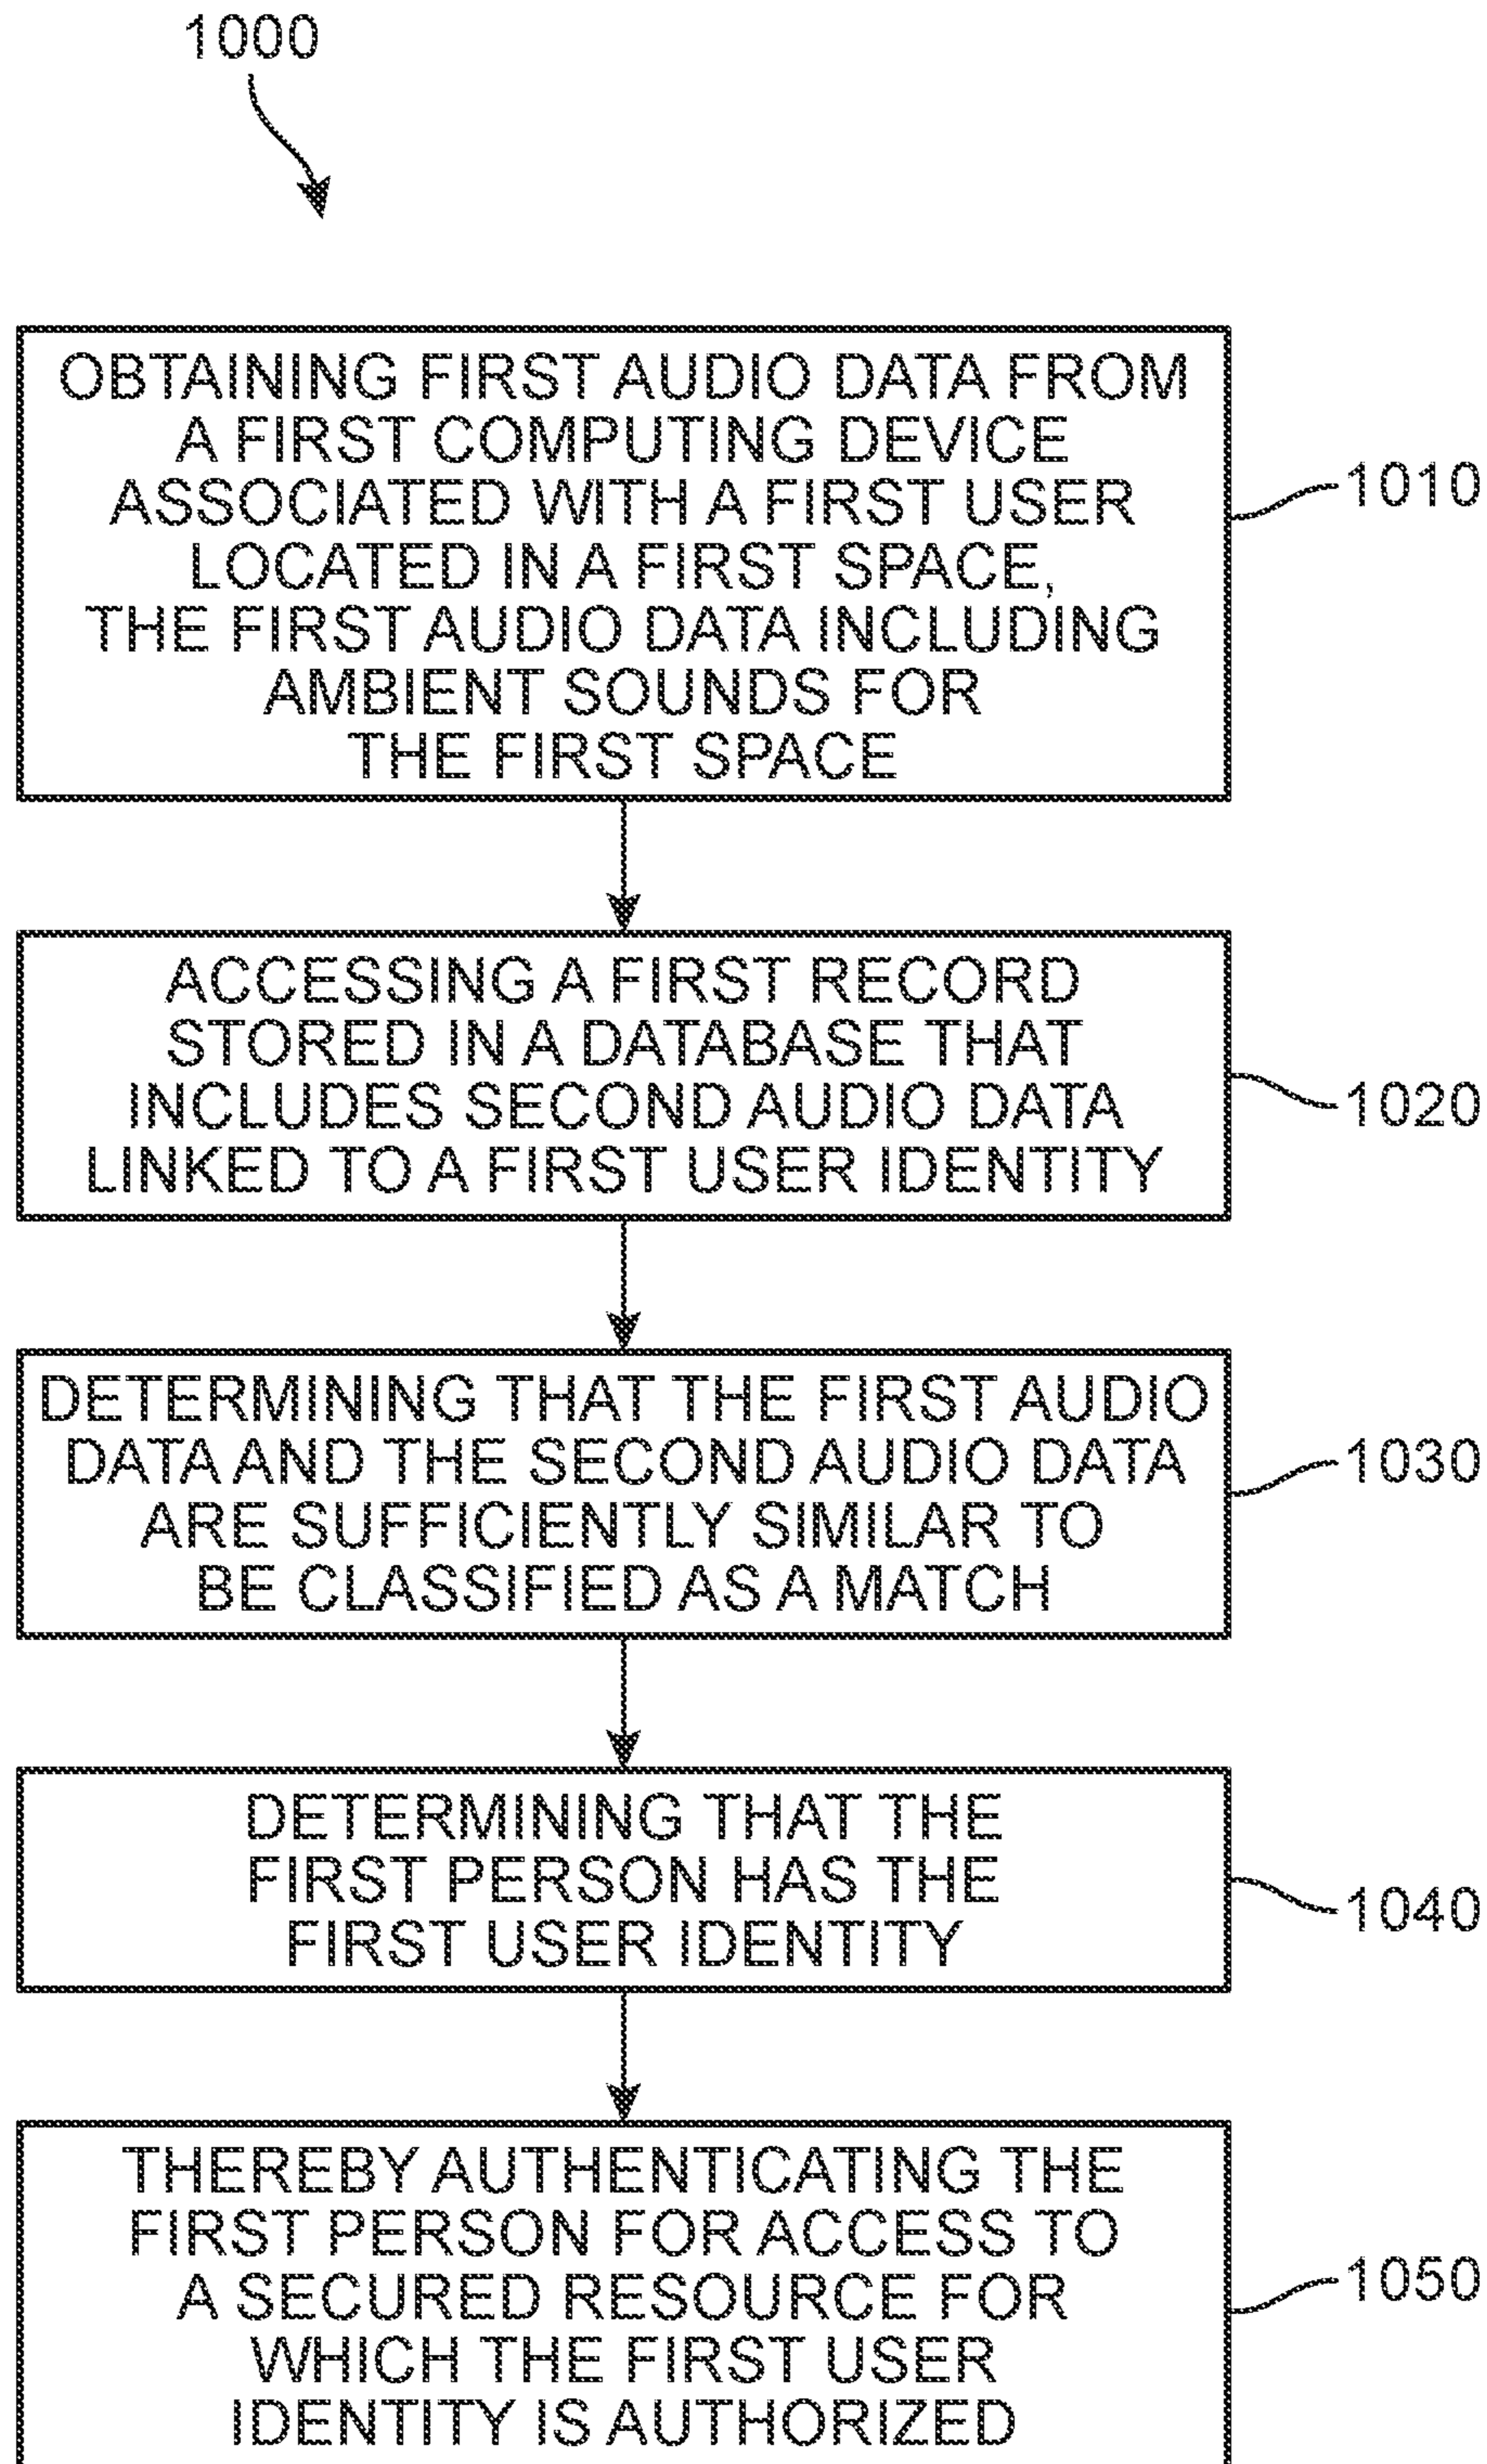 1000
OBTAINING FIRST AUDIO DATA FROM
A FIRST COMPUTING DEVICE
ASSOCIATED WITH A FIRST USER
LOCATED IN A FIRST SPACE,
THE FIRST AUDIO DATA INCLUDING
AMBIENT SOUNDS FOR
THE FIRST SPACE
1010
ACCESSING A FIRST RECORD
STORED IN A DATABASE THAT
INCLUDES SECOND AUDIO DATA
LINKED TO A FIRST USER IDENTITY
1020
DETERMINING THAT THE FIRST AUDIO
DATA AND THE SECOND AUDIO DATA
ARE SUFFICIENTLY SIMILAR TO
BE CLASSIFIED AS A MATCH
1030
DETERMINING THAT THE
FIRST PERSON HAS THE
FIRST USER IDENTITY
1040
THEREBY AUTHENTICATING THE
FIRST PERSON FOR ACCESS TO
A SECURED RESOURCE FOR
WHICH THE FIRST USER
IDENTITY IS AUTHORIZED
1050